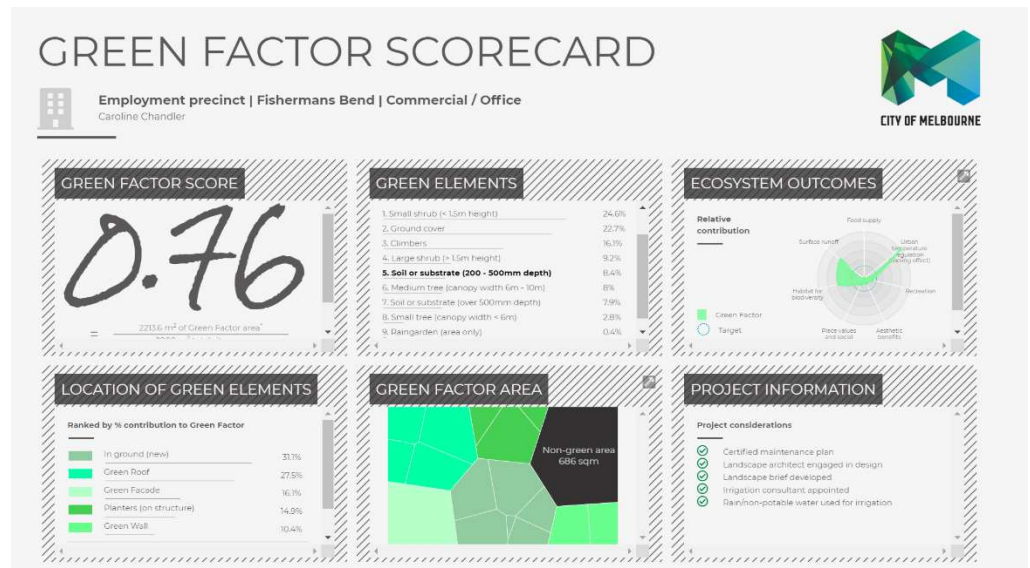 GREEN FACTOR SCORECARD
Employment precinct | Fishermans Bend | Commercial / Office
Caroline Chandler
CITY OF MELBOURNE
GREEN FACTOR SCORE
0.76
= 2213.6 m² of Green Factor area*
GREEN ELEMENTS
1. Small shrub (< 1.5m height) 24.6%
2. Ground cover 22.7%
3. Climbers 16.1%
4. Large shrub (> 1.5m height) 9.2%
5. Soil or substrate (200 - 500mm depth) 8.4%
6. Medium tree (canopy width 6m - 10m) 8%
7. Soil or substrate (over 500mm depth) 7.9%
8. Small tree (canopy width < 6m) 2.8%
9. Raingarden (area only) 0.4%
ECOSYSTEM OUTCOMES
Relative
contribution
Food supply
Urban
temperature
regulation
Recreation
Aesthetic
benefits
Place values
and social
Habitat for
biodiversity
Surface runoff
Green Factor
Target
LOCATION OF GREEN ELEMENTS
Ranked by % contribution to Green Factor
In ground (new) 31.1%
Green Roof 27.5%
Green Facade 16.1%
Planters (on structure) 14.9%
Green Wall 10.4%
GREEN FACTOR AREA
Non-green area
686 sqm
PROJECT INFORMATION
Project considerations
Certified maintenance plan
Landscape architect engaged in design
Landscape brief developed
Irrigation consultant appointed
Rain/non-potable water used for irrigation